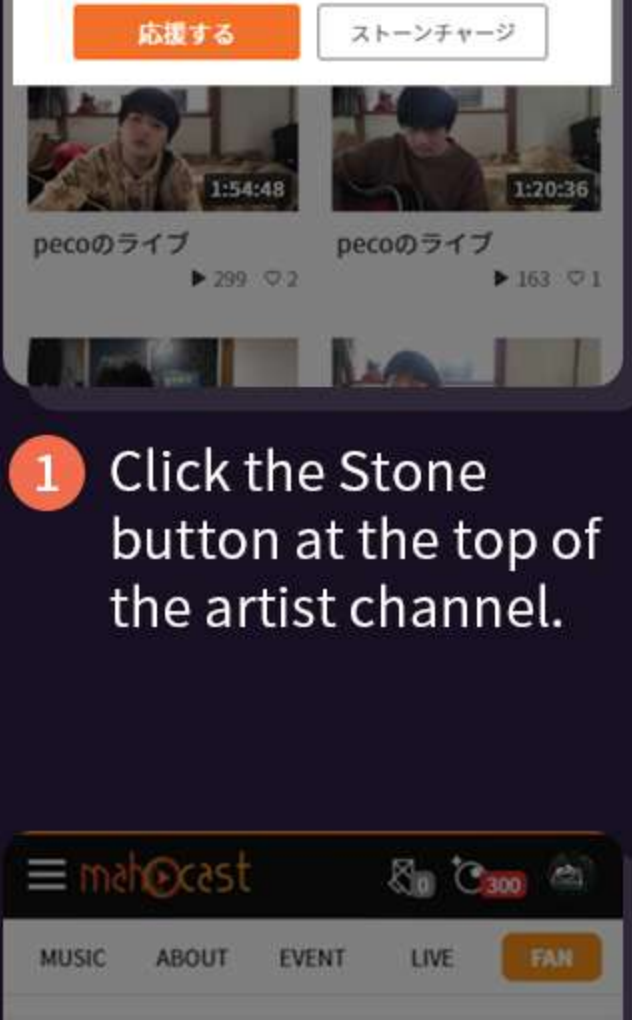 応援する ストーンチャージ
1:54:48 1:20:36
pecoのライブ pecoのライブ
299 2 163 1
1 Click the Stone
button at the top of
the artist channel.
mahocast 0 300
MUSIC ABOUT EVENT LIVE FAN